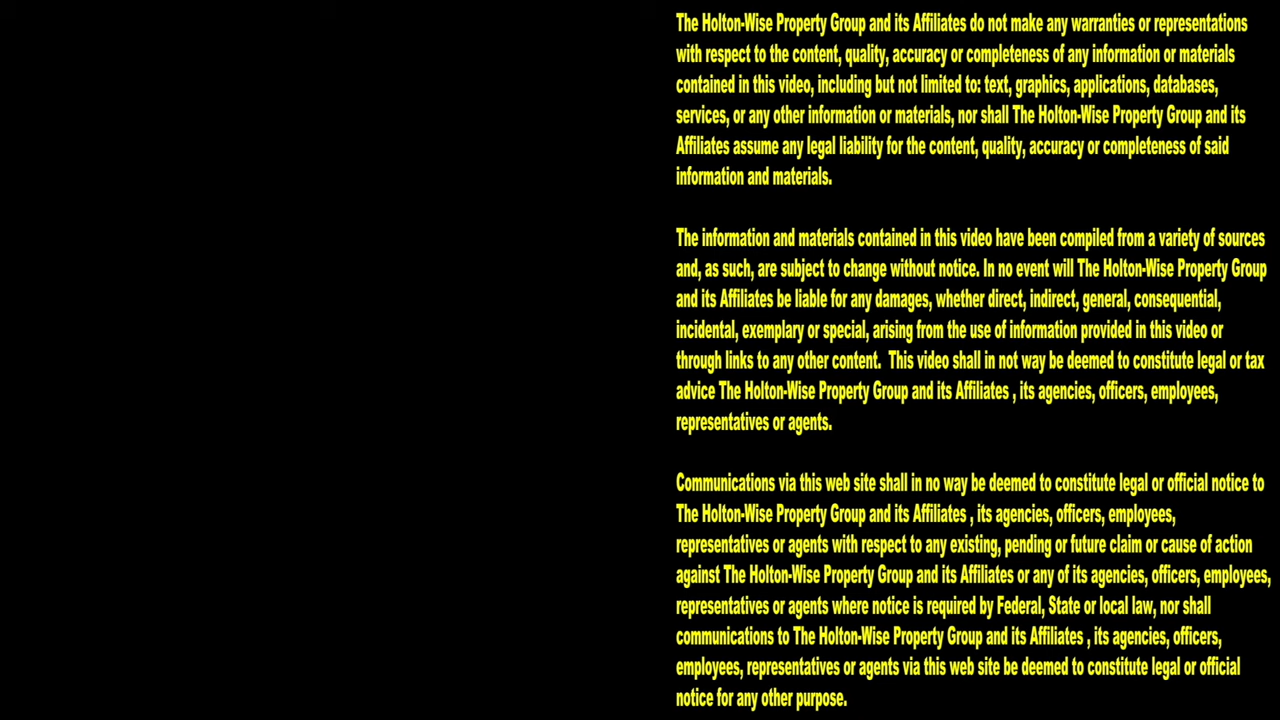 The Holton-Wise Property Group and its Affiliates do not make any warranties or representations
with respect to the content, quality, accuracy or completeness of any information or materials
contained in this video, including but not limited to: text, graphics, applications, databases,
services, or any other information or materials, nor shall The Holton-Wise Property Group and its
Affiliates assume any legal liability for the content, quality, accuracy or completeness of said
information and materials.
The information and materials contained in this video have been compiled from a variety of sources
and, as such, are subject to change without notice. In no event will The Holton-Wise Property Group
and its Affiliates be liable for any damages, whether direct, indirect, general, consequential,
incidental, exemplary or special, arising from the use of information provided in this video or
through links to any other content.  This video shall in not way be deemed to constitute legal or tax
advice The Holton-Wise Property Group and its Affiliates , its agencies, officers, employees,
representatives or agents.
Communications via this web site shall in no way be deemed to constitute legal or official notice to
The Holton-Wise Property Group and its Affiliates , its agencies, officers, employees,
representatives or agents with respect to any existing, pending or future claim or cause of action
against The Holton-Wise Property Group and its Affiliates or any of its agencies, officers, employees,
representatives or agents where notice is required by Federal, State or local law, nor shall
communications to The Holton-Wise Property Group and its Affiliates , its agencies, officers,
employees, representatives or agents via this web site be deemed to constitute legal or official
notice for any other purpose.